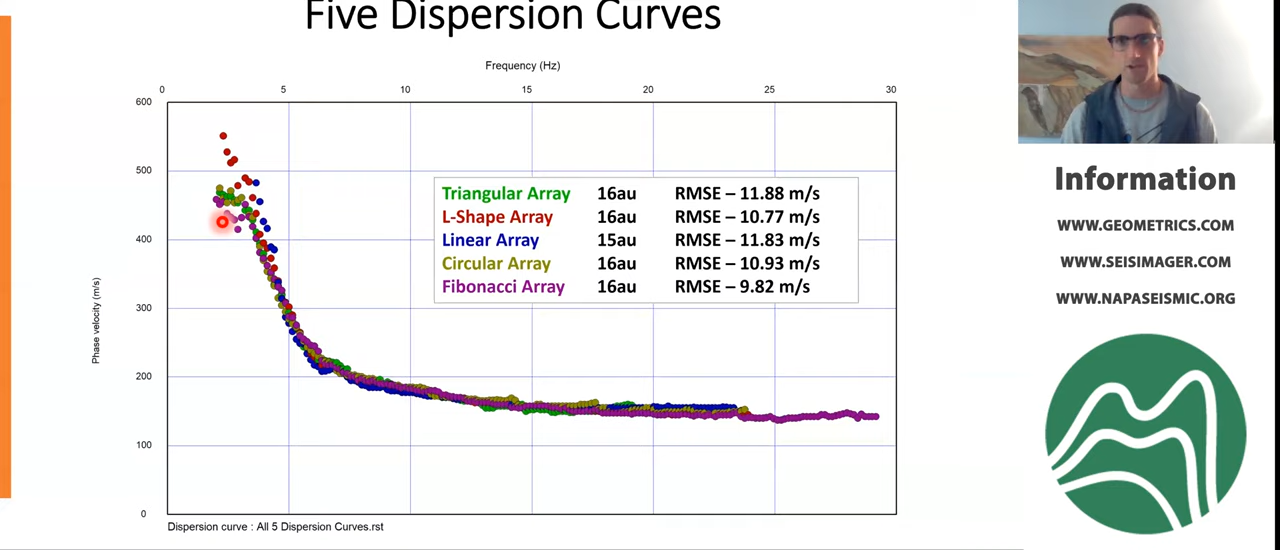 Five Dispersion Curves
Frequency (Hz)
0 5 10 15 20 25 30
600
500
400
300
200
100
0
Phase velocity (m/s)
Triangular Array 16au RMSE – 11.88 m/s
L-Shape Array 16au RMSE – 10.77 m/s
Linear Array 15au RMSE – 11.83 m/s
Circular Array 16au RMSE – 10.93 m/s
Fibonacci Array 16au RMSE – 9.82 m/s
Dispersion curve : All 5 Dispersion Curves.rst
Information
WWW.GEOMETRICS.COM
WWW.SEISIMAGER.COM
WWW.NAPASEISMIC.ORG